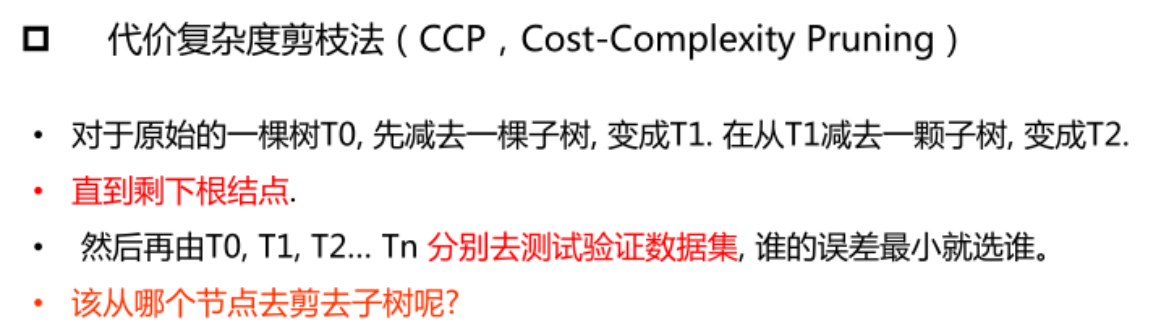 代价复杂度剪枝法（CCP，Cost-Complexity Pruning）
• 对于原始的一棵树T0, 先减去一棵子树, 变成T1. 在从T1减去一颗子树, 变成T2.
• 直到剩下根结点.
• 然后再由T0, T1, T2... Tn 分别去测试验证数据集, 谁的误差最小就选谁。
• 该从哪个节点去剪去子树呢?